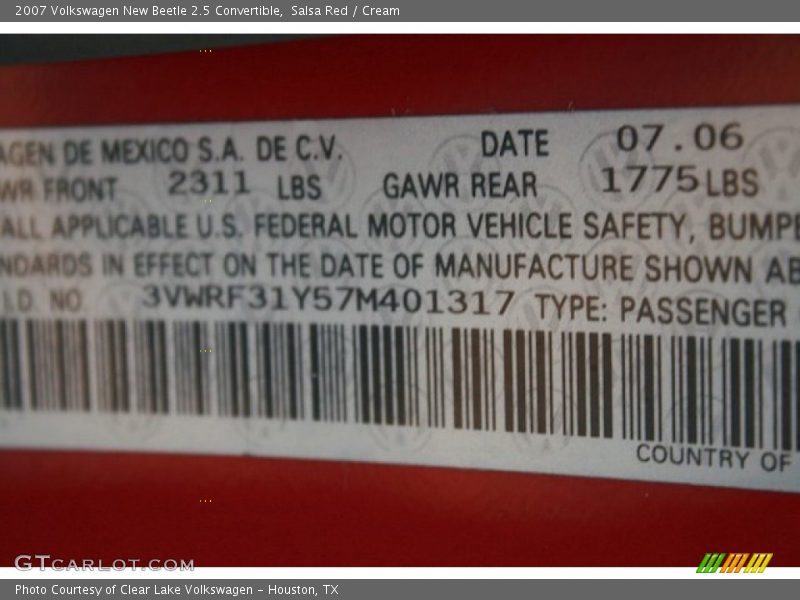 2007 Volkswagen New Beetle 2.5 Convertible, Salsa Red / Cream
AGEN DE MEXICO S.A. DE C.V. DATE 07.06
WR FRONT 2311 LBS GAWR REAR 1775 LBS
ALL APPLICABLE U.S. FEDERAL MOTOR VEHICLE SAFETY, BUMPE
NDARDS IN EFFECT ON THE DATE OF MANUFACTURE SHOWN AB
I.D. NO 3VWRF31Y57M401317 TYPE: PASSENGER
COUNTRY OF
GTCARLOT.COM
Photo Courtesy of Clear Lake Volkswagen – Houston, TX